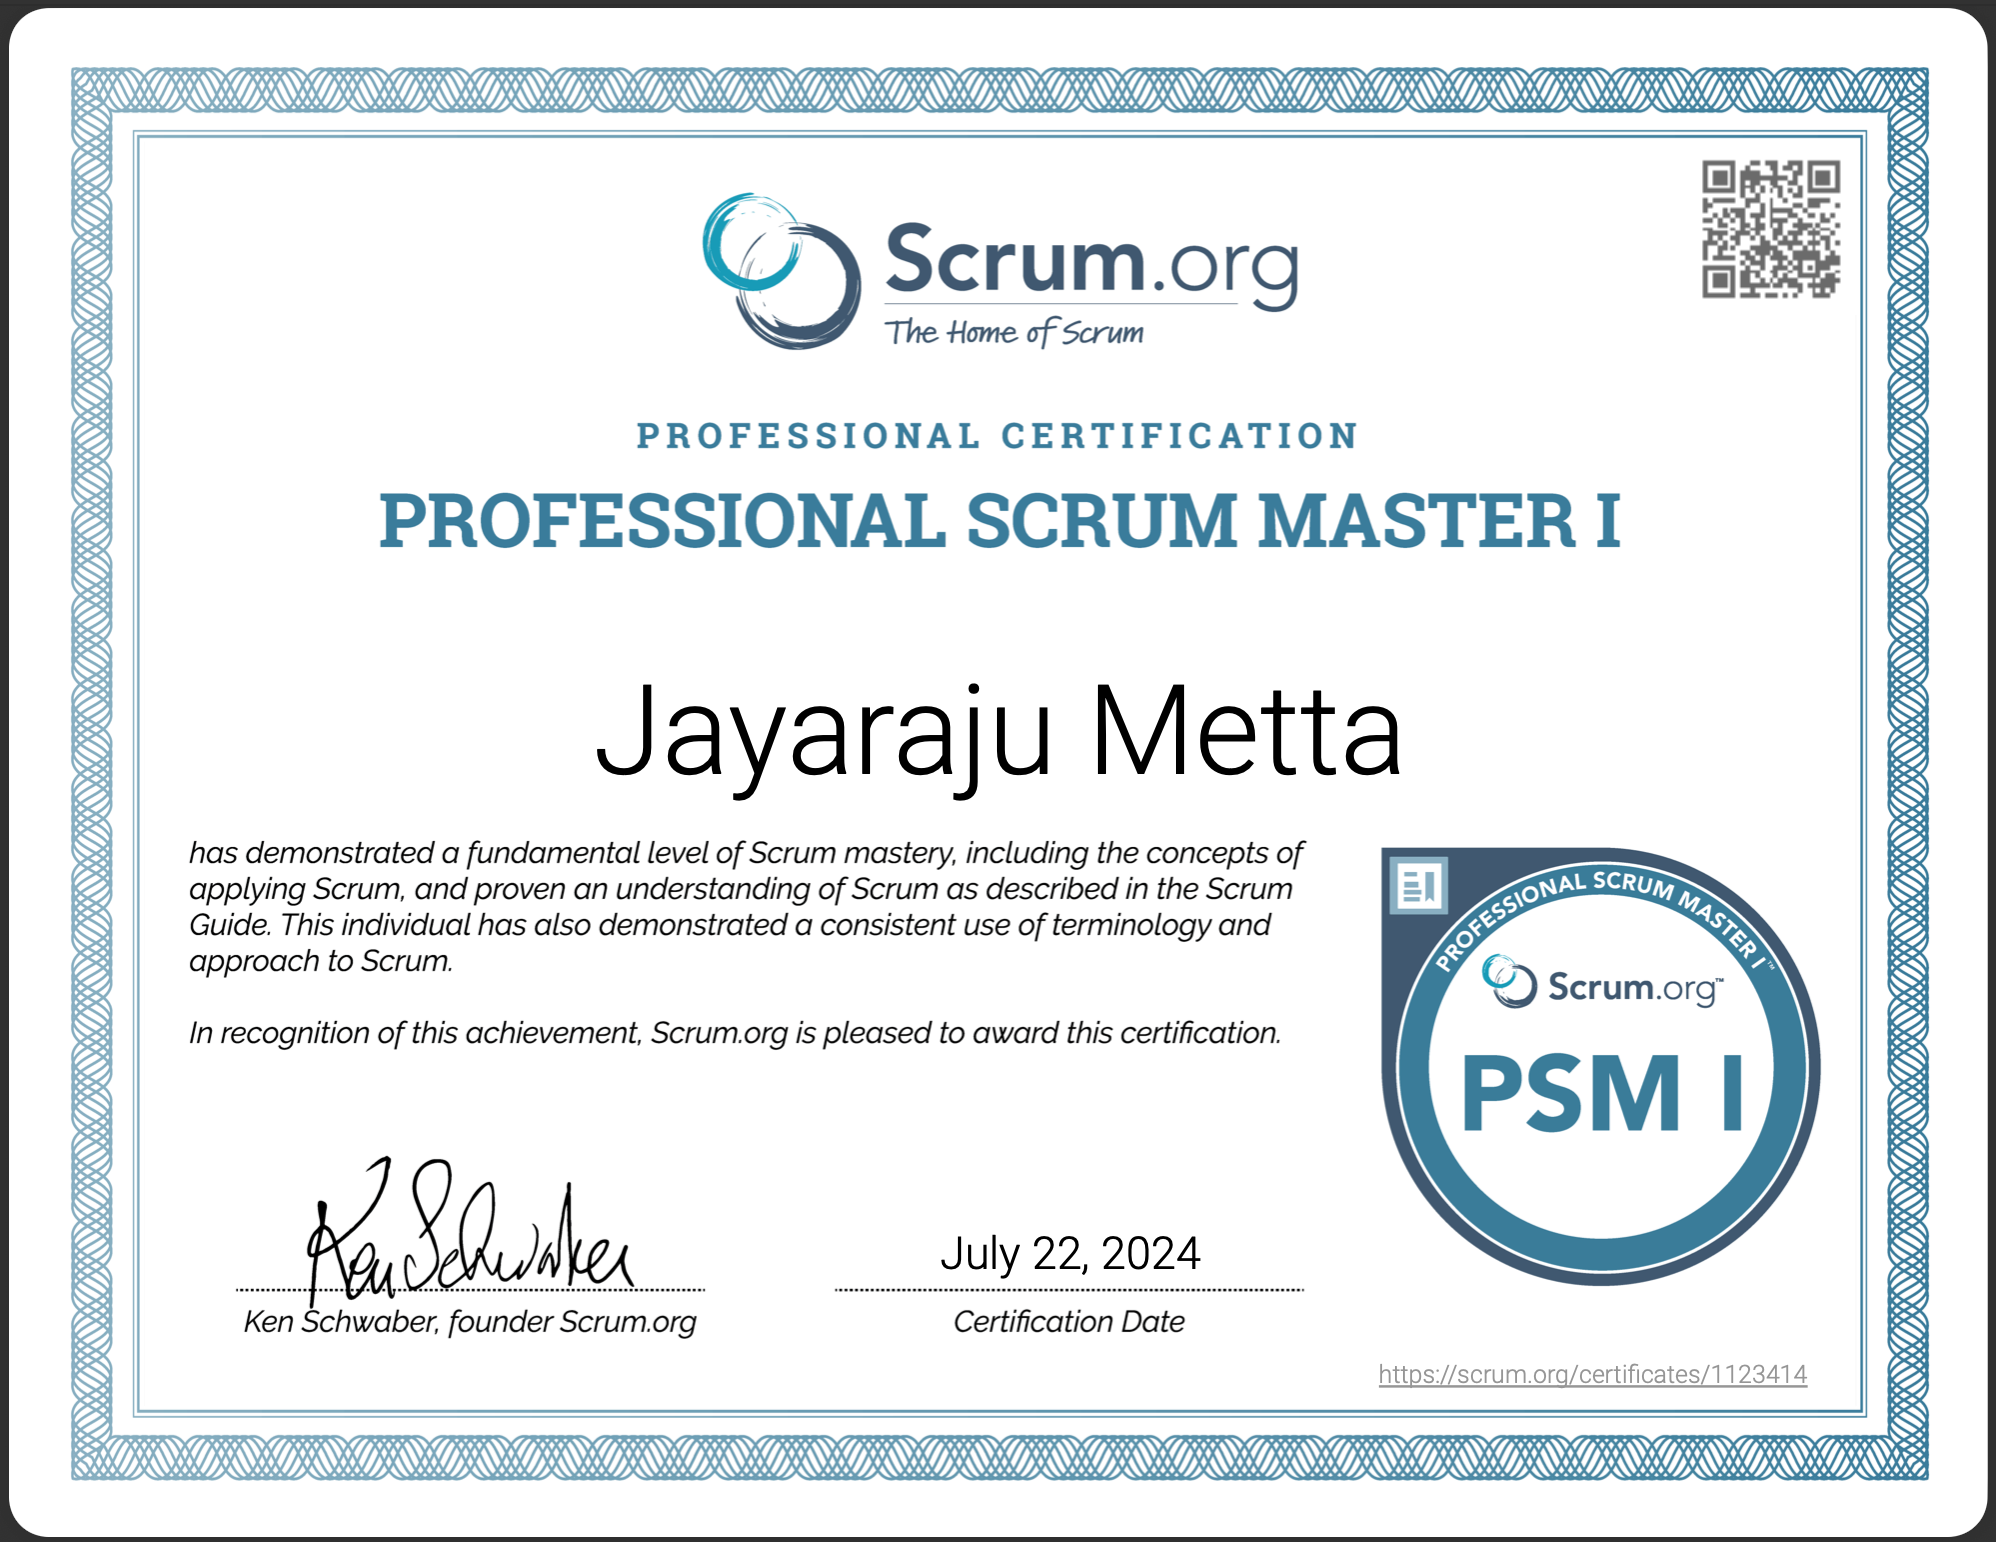 Scrum.org
The Home of Scrum
PROFESSIONAL CERTIFICATION
PROFESSIONAL SCRUM MASTER I
Jayaraju Metta
has demonstrated a fundamental level of Scrum mastery, including the concepts of
applying Scrum, and proven an understanding of Scrum as described in the Scrum
Guide. This individual has also demonstrated a consistent use of terminology and
approach to Scrum.
In recognition of this achievement, Scrum.org is pleased to award this certification.
PROFESSIONAL SCRUM MASTER I™
Scrum.org™
PSM I
Ken Schwaber
Ken Schwaber, founder Scrum.org
July 22, 2024
Certification Date
https://scrum.org/certificates/1123414